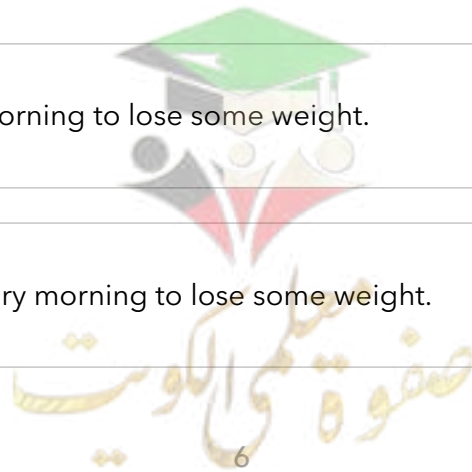 orning to lose some weight.
ry morning to lose some weight.
صفوة معلمي الكويت
6